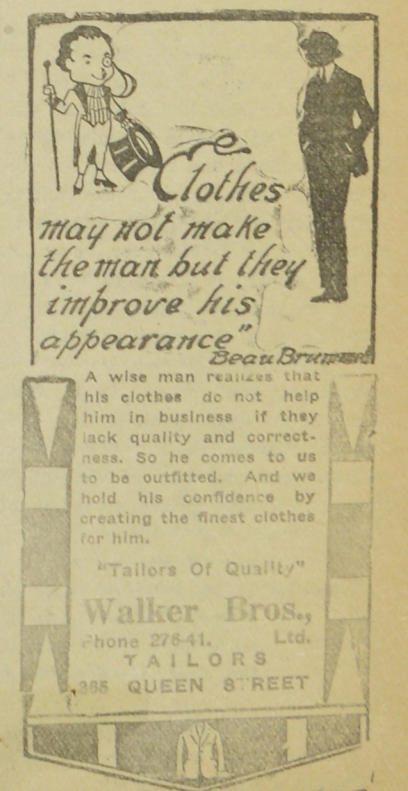 Clothes
may not make
the man but they
improve his
appearance"
Beau Brummel
A wise man realizes that
his clothes do not help
him in business if they
lack quality and correct-
ness. So he comes to us
to be outfitted. And we
hold his confidence by
creating the finest clothes
for him.
"Tailors Of Quality"
Walker Bros.,
Phone 276-41. Ltd.
TAILORS
365 QUEEN STREET